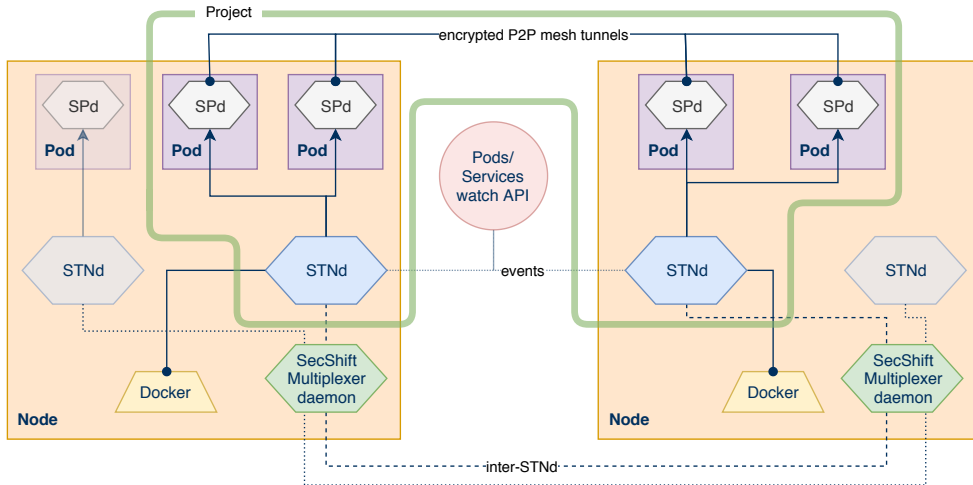 Project
encrypted P2P mesh tunnels
SPd
Pod
SPd
Pod
SPd
Pod
SPd
Pod
SPd
Pod
Pods/
Services
watch API
STNd
STNd
events
STNd
STNd
Docker
SecShift
Multiplexer
daemon
Node
Docker
SecShift
Multiplexer
daemon
Node
inter-STNd